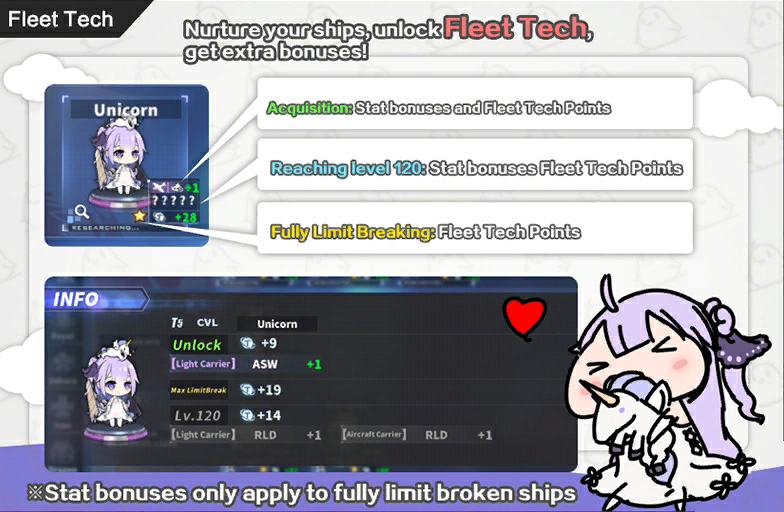 Fleet Tech
Nurture your ships, unlock Fleet Tech,
get extra bonuses!
Unicorn
+1
?????
+28
RESEARCHING...
Acquisition: Stat bonuses and Fleet Tech Points
Reaching level 120: Stat bonuses Fleet Tech Points
Fully Limit Breaking: Fleet Tech Points
INFO
T5 CVL Unicorn
Unlock +9
[Light Carrier] ASW +1
Max LimitBreak +19
Lv.120 +14
[Light Carrier] RLD +1 [Aircraft Carrier] RLD +1
※Stat bonuses only apply to fully limit broken ships